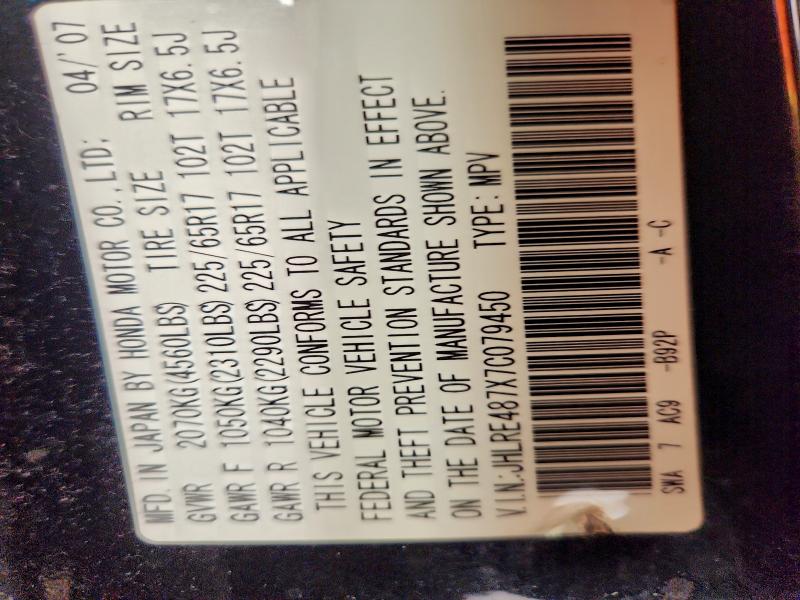 MFD. IN JAPAN BY HONDA MOTOR CO.,LTD; 04/'07
GVWR 2070KG(4560LBS) TIRE SIZE RIM SIZE
GAWR F 1050KG(2310LBS) 225/65R17 102T 17X6.5J
GAWR R 1040KG(2290LBS) 225/65R17 102T 17X6.5J
THIS VEHICLE CONFORMS TO ALL APPLICABLE
FEDERAL MOTOR VEHICLE SAFETY
AND THEFT PREVENTION STANDARDS IN EFFECT
ON THE DATE OF MANUFACTURE SHOWN ABOVE.
V.I.N:JHLRE487X7C079450 TYPE: MPV
SWA 7 AC9 -B92P -A -C